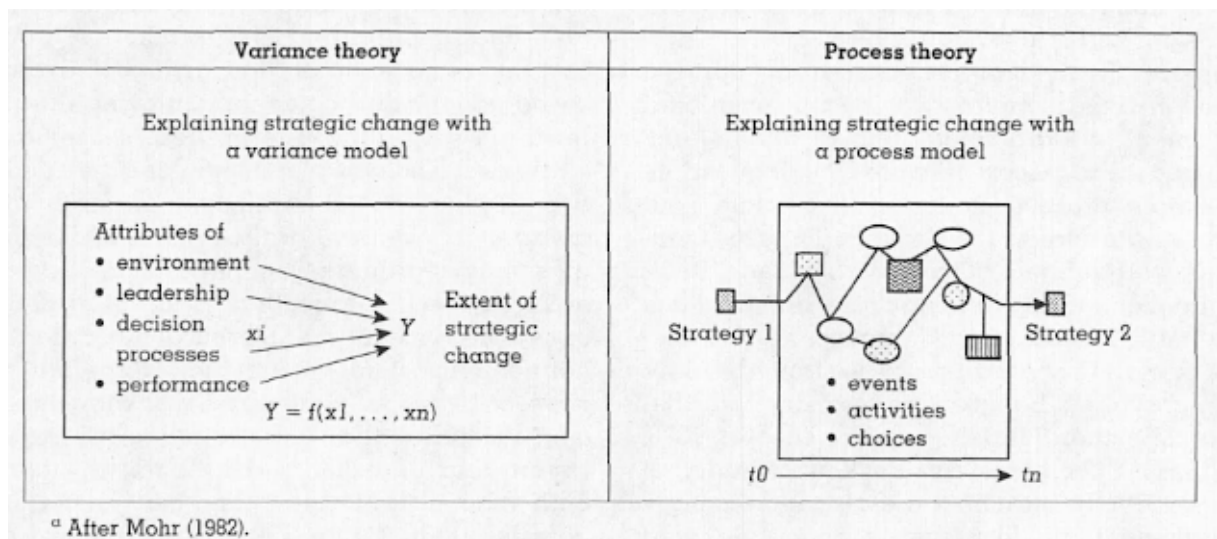 Variance theory
Process theory
Explaining strategic change with
a variance model
Explaining strategic change with
a process model
Attributes of
• environment
• leadership
• decision
processes
• performance
xi
Y
Extent of
strategic
change
Y = f(x1, . . . , xn)
Strategy 1
Strategy 2
• events
• activities
• choices
t0
tn
a After Mohr (1982).